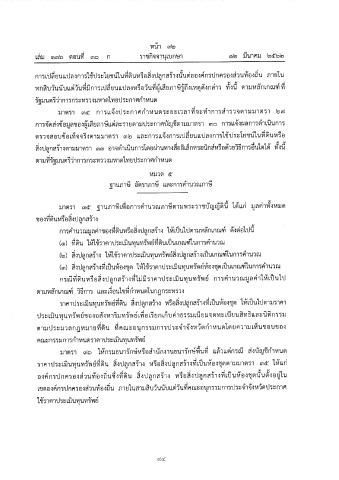 หน้า ๓๒
เล่ม ๑๓๖ ตอนที่ ๓๐ ก ราชกิจจานุเบกษา ๑๒ มีนาคม ๒๕๖๒
การเปลี่ยนแปลงการใช้ประโยชน์ในที่ดินหรือสิ่งปลูกสร้างนั้นต่อองค์กรปกครองส่วนท้องถิ่น ภายใน
หกสิบวันนับแต่วันที่มีการเปลี่ยนแปลงหรือวันที่ผู้เสียภาษีรู้ถึงเหตุดังกล่าว ทั้งนี้ ตามหลักเกณฑ์ที่
รัฐมนตรีว่าการกระทรวงมหาดไทยประกาศกำหนด
มาตรา ๓๔ การแจ้งประกาศกำหนดระยะเวลาที่จะทำการสำรวจตามมาตรา ๒๗
การจัดส่งข้อมูลของผู้เสียภาษีแต่ละรายตามประกาศบัญชีตามมาตรา ๓๐ การแจ้งผลการดำเนินการ
ตรวจสอบข้อเท็จจริงตามมาตรา ๓๒ และการแจ้งการเปลี่ยนแปลงการใช้ประโยชน์ในที่ดินหรือ
สิ่งปลูกสร้างตามมาตรา ๓๓ อาจดำเนินการโดยผ่านทางสื่ออิเล็กทรอนิกส์หรือด้วยวิธีการอื่นใดได้ ทั้งนี้
ตามที่รัฐมนตรีว่าการกระทรวงมหาดไทยประกาศกำหนด
หมวด ๕
ฐานภาษี อัตราภาษี และการคำนวณภาษี
มาตรา ๓๕ ฐานภาษีเพื่อการคำนวณภาษีตามพระราชบัญญัตินี้ ได้แก่ มูลค่าทั้งหมด
ของที่ดินหรือสิ่งปลูกสร้าง
การคำนวณมูลค่าของที่ดินหรือสิ่งปลูกสร้าง ให้เป็นไปตามหลักเกณฑ์ ดังต่อไปนี้
(๑) ที่ดิน ให้ใช้ราคาประเมินทุนทรัพย์ที่ดินเป็นเกณฑ์ในการคำนวณ
(๒) สิ่งปลูกสร้าง ให้ใช้ราคาประเมินทุนทรัพย์สิ่งปลูกสร้างเป็นเกณฑ์ในการคำนวณ
(๓) สิ่งปลูกสร้างที่เป็นห้องชุด ให้ใช้ราคาประเมินทุนทรัพย์ห้องชุดเป็นเกณฑ์ในการคำนวณ
กรณีที่ดินหรือสิ่งปลูกสร้างที่ไม่มีราคาประเมินทุนทรัพย์ การคำนวณมูลค่าให้เป็นไป
ตามหลักเกณฑ์ วิธีการ และเงื่อนไขที่กำหนดในกฎกระทรวง
ราคาประเมินทุนทรัพย์ที่ดิน สิ่งปลูกสร้าง หรือสิ่งปลูกสร้างที่เป็นห้องชุด ให้เป็นไปตามราคา
ประเมินทุนทรัพย์ของอสังหาริมทรัพย์เพื่อเรียกเก็บค่าธรรมเนียมจดทะเบียนสิทธิและนิติกรรม
ตามประมวลกฎหมายที่ดิน ที่คณะอนุกรรมการประจำจังหวัดกำหนดโดยความเห็นชอบของ
คณะกรรมการกำหนดราคาประเมินทุนทรัพย์
มาตรา ๓๖ ให้กรมธนารักษ์หรือสำนักงานธนารักษ์พื้นที่ แล้วแต่กรณี ส่งบัญชีกำหนด
ราคาประเมินทุนทรัพย์ที่ดิน สิ่งปลูกสร้าง หรือสิ่งปลูกสร้างที่เป็นห้องชุดตามมาตรา ๓๕ ให้แก่
องค์กรปกครองส่วนท้องถิ่นซึ่งที่ดิน สิ่งปลูกสร้าง หรือสิ่งปลูกสร้างที่เป็นห้องชุดนั้นตั้งอยู่ใน
เขตองค์กรปกครองส่วนท้องถิ่น ภายในสามสิบวันนับแต่วันที่คณะอนุกรรมการประจำจังหวัดประกาศ
ใช้ราคาประเมินทุนทรัพย์